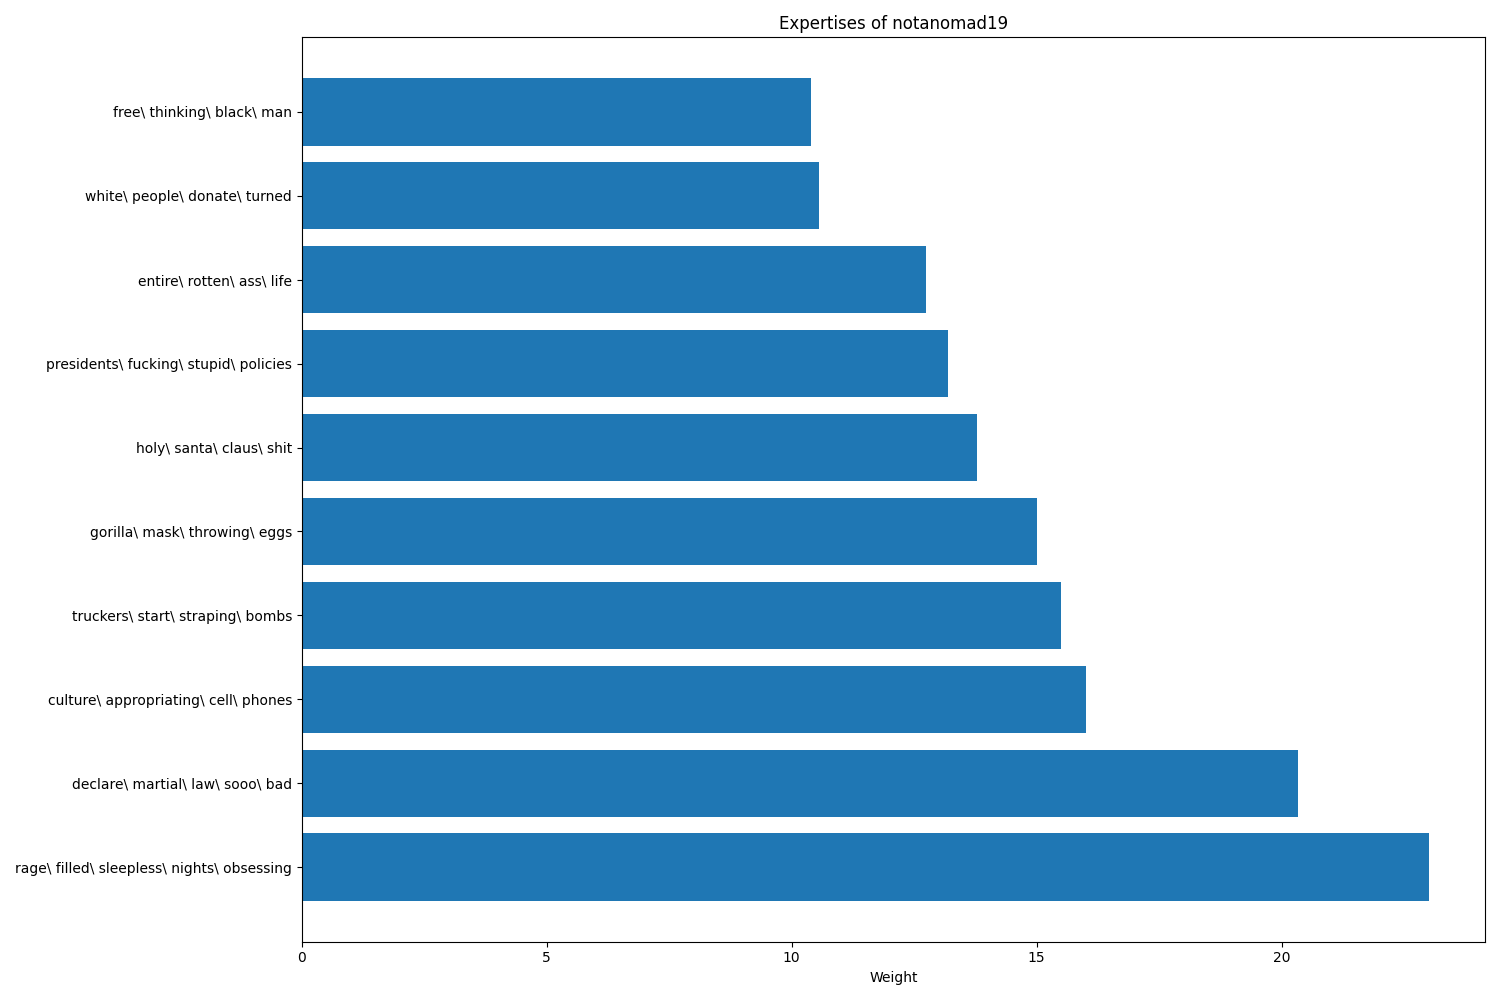 Expertises of notanomad19
free\ thinking\ black\ man
white\ people\ donate\ turned
entire\ rotten\ ass\ life
presidents\ fucking\ stupid\ policies
holy\ santa\ claus\ shit
gorilla\ mask\ throwing\ eggs
truckers\ start\ straping\ bombs
culture\ appropriating\ cell\ phones
declare\ martial\ law\ sooo\ bad
rage\ filled\ sleepless\ nights\ obsessing
0 5 10 15 20
Weight